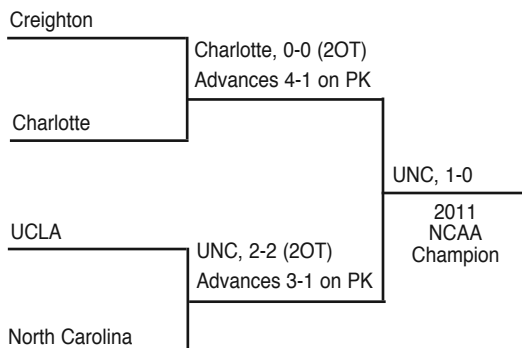 Creighton
Charlotte, 0-0 (2OT)
Advances 4-1 on PK
Charlotte
UNC, 1-0
2011
NCAA
Champion
UCLA
UNC, 2-2 (2OT)
Advances 3-1 on PK
North Carolina